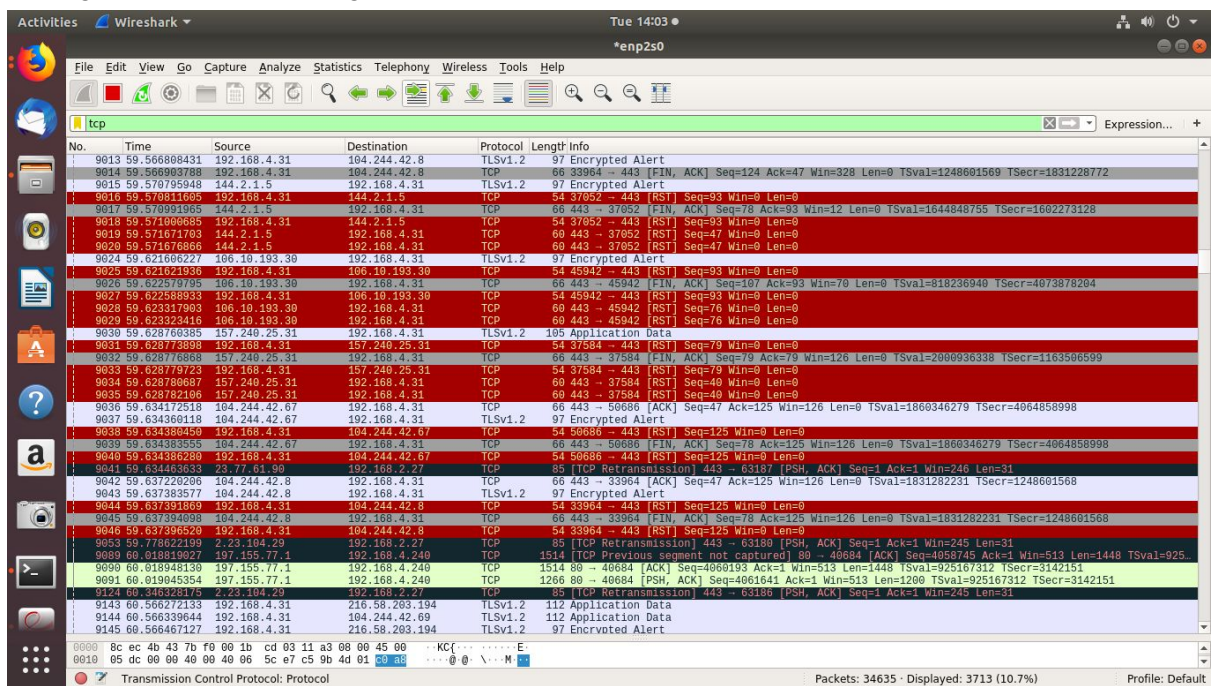 Activities Wireshark Tue 14:03
*enp2s0
File Edit View Go Capture Analyze Statistics Telephony Wireless Tools Help
tcp Expression... +
No. Time Source Destination Protocol Length Info
9013 59.566808431 192.168.4.31 104.244.42.8 TLSv1.2 97 Encrypted Alert
9014 59.566903788 192.168.4.31 104.244.42.8 TCP 66 33964 → 443 [FIN, ACK] Seq=124 Ack=47 Win=328 Len=0 TSval=1248601569 TSecr=1831228772
9015 59.570795948 144.2.1.5 192.168.4.31 TLSv1.2 97 Encrypted Alert
9016 59.570811605 192.168.4.31 144.2.1.5 TCP 54 37052 → 443 [RST] Seq=93 Win=0 Len=0
9017 59.570991965 144.2.1.5 192.168.4.31 TCP 66 443 → 37052 [FIN, ACK] Seq=78 Ack=93 Win=12 Len=0 TSval=1644848755 TSecr=1602273128
9018 59.571000685 192.168.4.31 144.2.1.5 TCP 54 37052 → 443 [RST] Seq=93 Win=0 Len=0
9019 59.571671703 144.2.1.5 192.168.4.31 TCP 60 443 → 37052 [RST] Seq=47 Win=0 Len=0
9020 59.571676866 144.2.1.5 192.168.4.31 TCP 60 443 → 37052 [RST] Seq=47 Win=0 Len=0
9024 59.621606227 106.10.193.30 192.168.4.31 TLSv1.2 97 Encrypted Alert
9025 59.621621936 192.168.4.31 106.10.193.30 TCP 54 45942 → 443 [RST] Seq=93 Win=0 Len=0
9026 59.622579795 106.10.193.30 192.168.4.31 TCP 66 443 → 45942 [FIN, ACK] Seq=107 Ack=93 Win=70 Len=0 TSval=818236940 TSecr=4073878204
9027 59.622588933 192.168.4.31 106.10.193.30 TCP 54 45942 → 443 [RST] Seq=93 Win=0 Len=0
9028 59.623317903 106.10.193.30 192.168.4.31 TCP 60 443 → 45942 [RST] Seq=76 Win=0 Len=0
9029 59.623323416 106.10.193.30 192.168.4.31 TCP 60 443 → 45942 [RST] Seq=76 Win=0 Len=0
9030 59.628760385 157.240.25.31 192.168.4.31 TLSv1.2 105 Application Data
9031 59.628773898 192.168.4.31 157.240.25.31 TCP 54 37584 → 443 [RST] Seq=79 Win=0 Len=0
9032 59.628776868 157.240.25.31 192.168.4.31 TCP 66 443 → 37584 [FIN, ACK] Seq=79 Ack=79 Win=126 Len=0 TSval=2000936338 TSecr=1163506599
9033 59.628779723 192.168.4.31 157.240.25.31 TCP 54 37584 → 443 [RST] Seq=79 Win=0 Len=0
9034 59.628780687 157.240.25.31 192.168.4.31 TCP 60 443 → 37584 [RST] Seq=40 Win=0 Len=0
9035 59.628782106 157.240.25.31 192.168.4.31 TCP 60 443 → 37584 [RST] Seq=40 Win=0 Len=0
9036 59.634172518 104.244.42.67 192.168.4.31 TCP 66 443 → 50686 [ACK] Seq=47 Ack=125 Win=126 Len=0 TSval=1860346279 TSecr=4064858998
9037 59.634360118 104.244.42.67 192.168.4.31 TLSv1.2 97 Encrypted Alert
9038 59.634380450 192.168.4.31 104.244.42.67 TCP 54 50686 → 443 [RST] Seq=125 Win=0 Len=0
9039 59.634383555 104.244.42.67 192.168.4.31 TCP 66 443 → 50686 [FIN, ACK] Seq=78 Ack=125 Win=126 Len=0 TSval=1860346279 TSecr=4064858998
9040 59.634386280 192.168.4.31 104.244.42.67 TCP 54 50686 → 443 [RST] Seq=125 Win=0 Len=0
9041 59.634463633 23.77.61.90 192.168.2.27 TCP 85 [TCP Retransmission] 443 → 63187 [PSH, ACK] Seq=1 Ack=1 Win=246 Len=31
9042 59.637220206 104.244.42.8 192.168.4.31 TCP 66 443 → 33964 [ACK] Seq=47 Ack=125 Win=126 Len=0 TSval=1831282231 TSecr=1248601568
9043 59.637383577 104.244.42.8 192.168.4.31 TLSv1.2 97 Encrypted Alert
9044 59.637391869 192.168.4.31 104.244.42.8 TCP 54 33964 → 443 [RST] Seq=125 Win=0 Len=0
9045 59.637394098 104.244.42.8 192.168.4.31 TCP 66 443 → 33964 [FIN, ACK] Seq=78 Ack=125 Win=126 Len=0 TSval=1831282231 TSecr=1248601568
9046 59.637396520 192.168.4.31 104.244.42.8 TCP 54 33964 → 443 [RST] Seq=125 Win=0 Len=0
9053 59.778622199 2.23.104.29 192.168.2.27 TCP 85 [TCP Retransmission] 443 → 63180 [PSH, ACK] Seq=1 Ack=1 Win=245 Len=31
9089 60.018819027 197.155.77.1 192.168.4.240 TCP 1514 [TCP Previous segment not captured] 80 → 40684 [ACK] Seq=4058745 Ack=1 Win=513 Len=1448 TSval=925…
9090 60.018948130 197.155.77.1 192.168.4.240 TCP 1514 80 → 40684 [ACK] Seq=4060193 Ack=1 Win=513 Len=1448 TSval=925167312 TSecr=3142151
9091 60.019045354 197.155.77.1 192.168.4.240 TCP 1266 80 → 40684 [PSH, ACK] Seq=4061641 Ack=1 Win=513 Len=1200 TSval=925167312 TSecr=3142151
9124 60.346328175 2.23.104.29 192.168.2.27 TCP 85 [TCP Retransmission] 443 → 63186 [PSH, ACK] Seq=1 Ack=1 Win=245 Len=31
9143 60.566272133 192.168.4.31 216.58.203.194 TLSv1.2 112 Application Data
9144 60.566339644 192.168.4.31 104.244.42.69 TLSv1.2 112 Application Data
9145 60.566467127 192.168.4.31 216.58.203.194 TLSv1.2 97 Encrypted Alert
0000 8c ec 4b 43 7b f0 00 1b cd 03 11 a3 08 00 45 00 ··KC{··· ······E·
0010 05 dc 00 00 40 00 40 06 5c e7 c5 9b 4d 01 c0 a8 ····@·@· \···M···
Transmission Control Protocol: Protocol Packets: 34635 · Displayed: 3713 (10.7%) Profile: Default